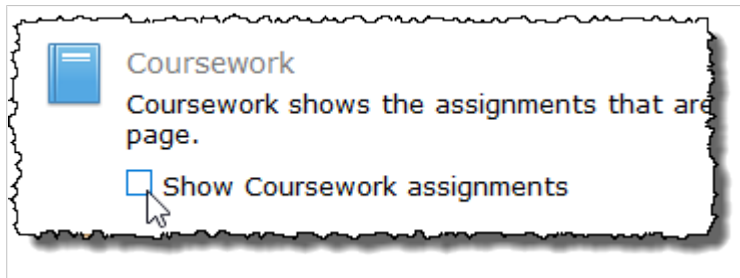 Coursework
Coursework shows the assignments that are
page.
Show Coursework assignments